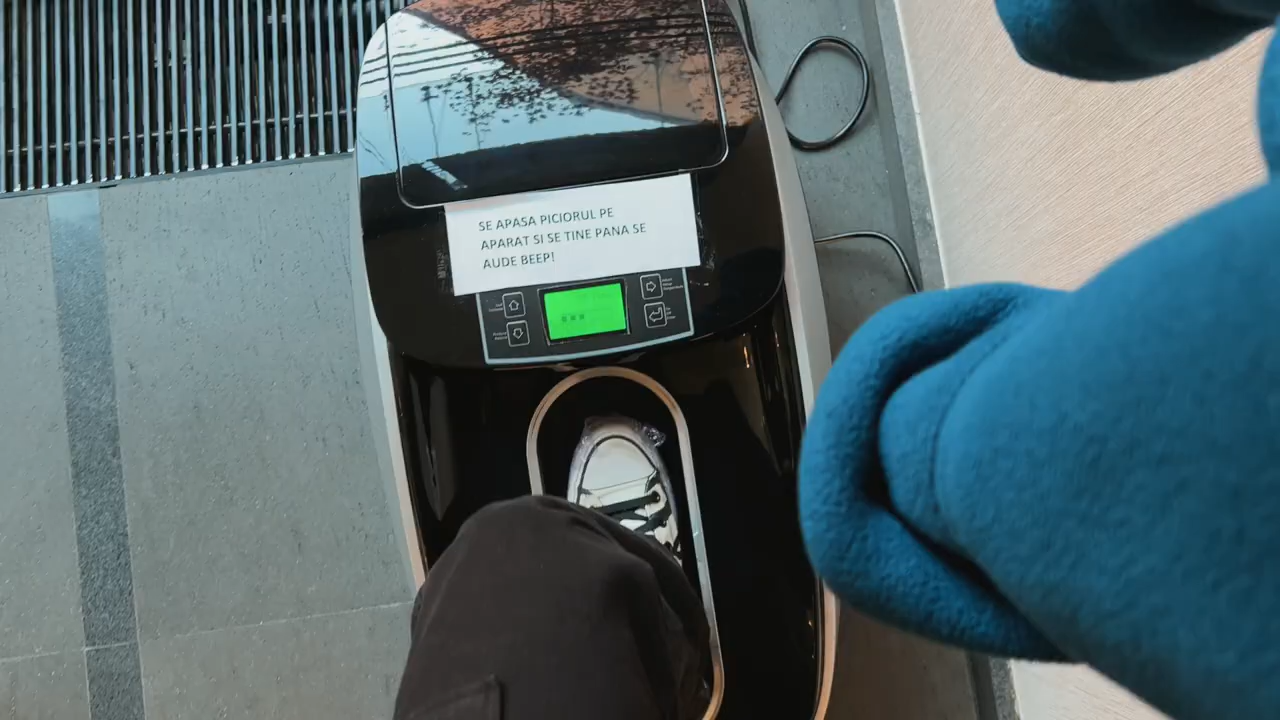 SE APASA PICIORUL PE
APARAT SI SE TINE PANA SE
AUDE BEEP!